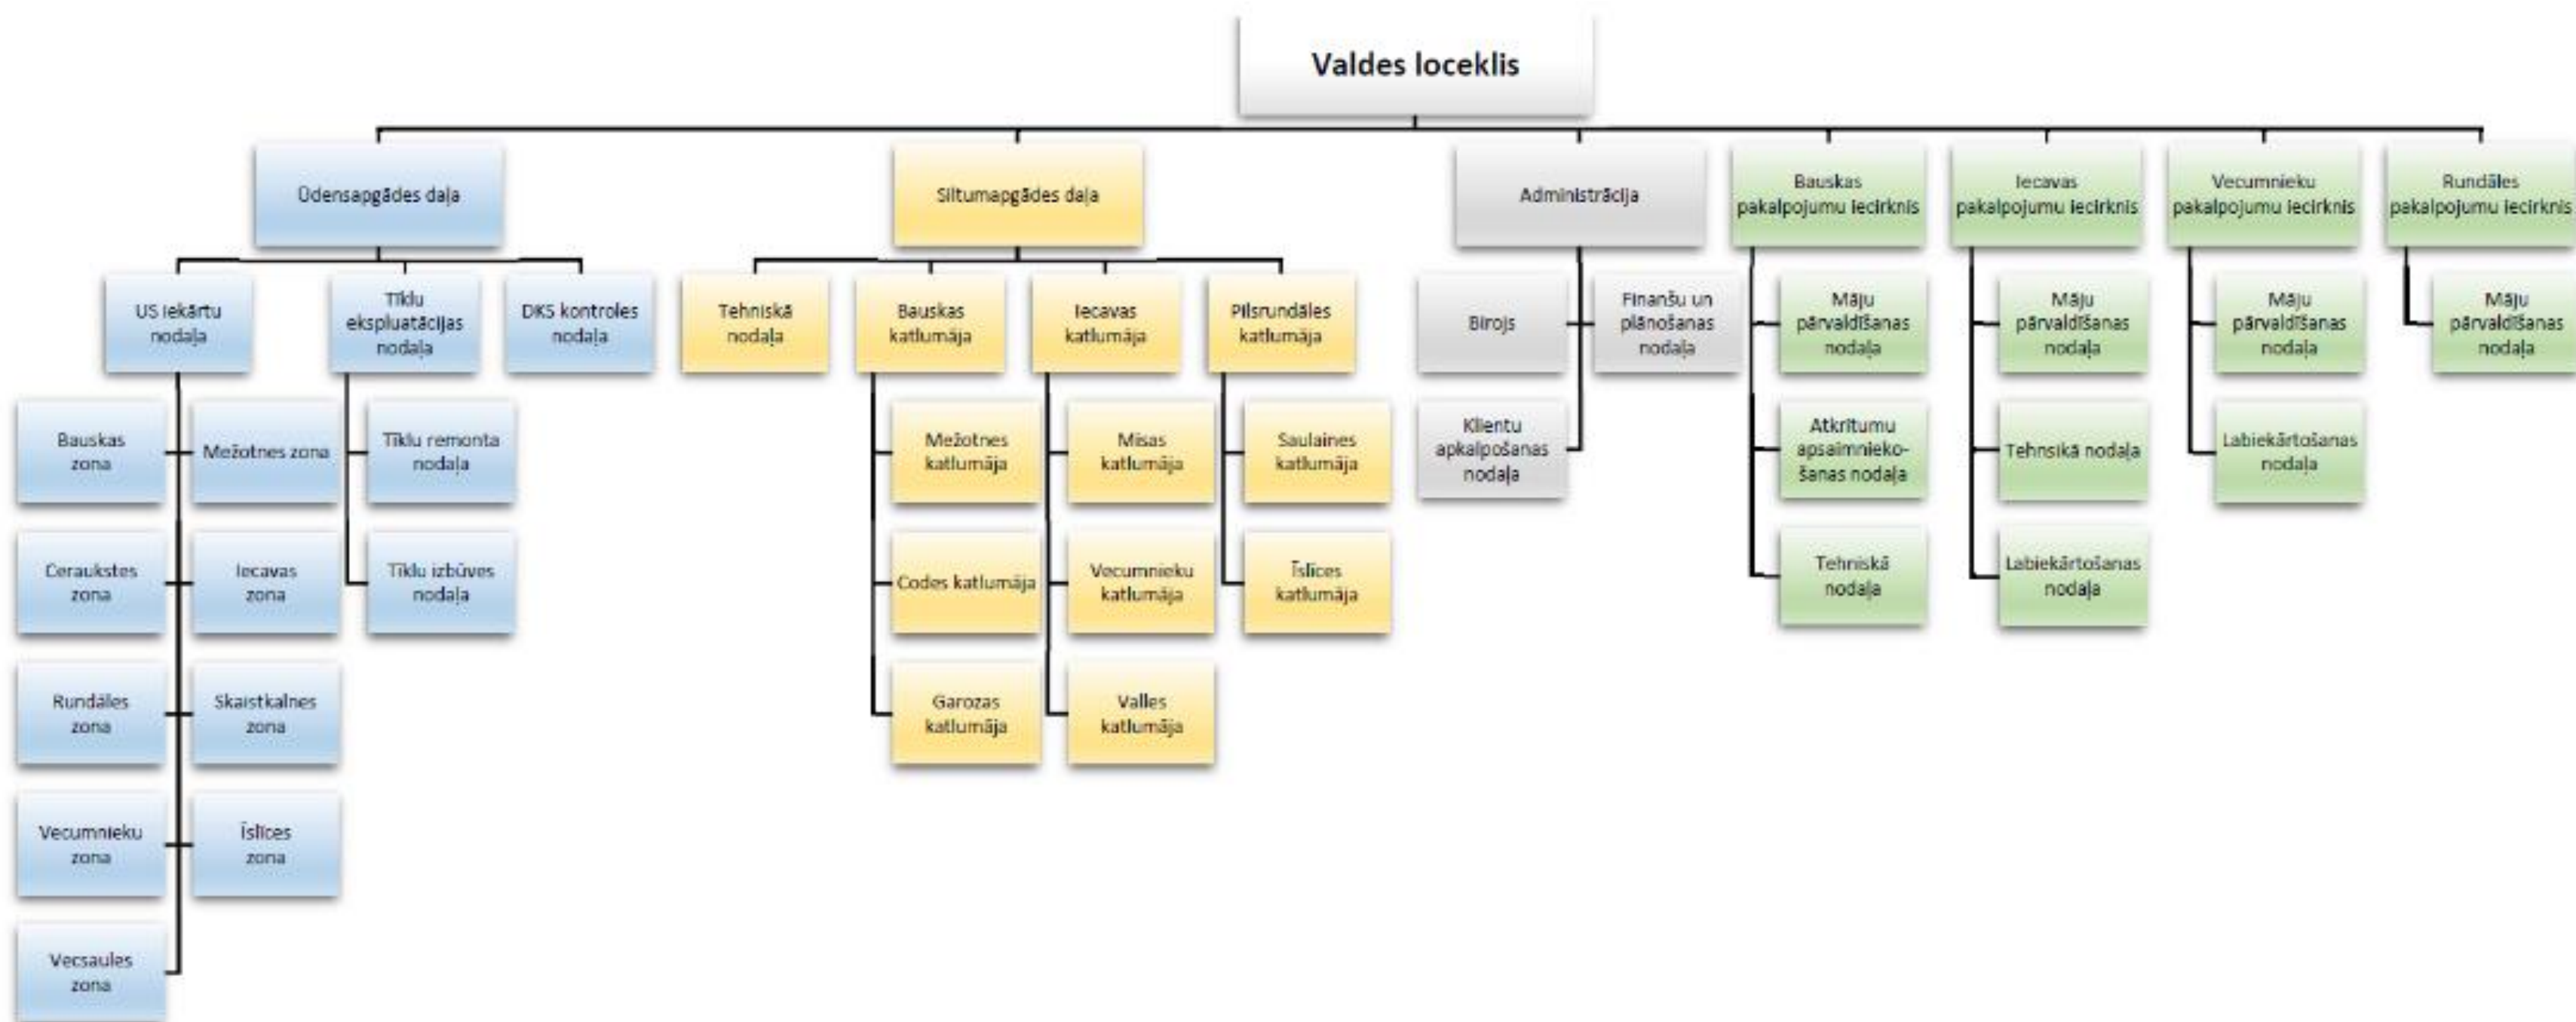 Valdes loceklis
Ūdensapgādes daļa
Siltumapgādes daļa
Administrācija
Bauskas
pakalpojumu iecirknis
Iecavas
pakalpojumu iecirknis
Vecumnieku
pakalpojumu iecirknis
Rundāles
pakalpojumu iecirknis
US iekārtu
nodaļa
Tīklu
ekspluatācijas
nodaļa
DKS kontroles
nodaļa
Tehniskā
nodaļa
Bauskas
katlumāja
Iecavas
katlumāja
Pilsrundāles
katlumāja
Birojs
Finanšu un
plānošanas
nodaļa
Māju
pārvaldīšanas
nodaļa
Māju
pārvaldīšanas
nodaļa
Māju
pārvaldīšanas
nodaļa
Māju
pārvaldīšanas
nodaļa
Bauskas
zona
Mežotnes zona
Tīklu remonta
nodaļa
Mežotnes
katlumāja
Misas
katlumāja
Saulaines
katlumāja
Klientu
apkalpošanas
nodaļa
Atkritumu
apsaimnieko-
šanas nodaļa
Tehnsikā nodaļa
Labiekārtošanas
nodaļa
Ceraukstes
zona
Iecavas
zona
Tīklu izbūves
nodaļa
Codes katlumāja
Vecumnieku
katlumāja
Īslīces
katlumāja
Tehniskā
nodaļa
Labiekārtošanas
nodaļa
Rundāles
zona
Skaistkalnes
zona
Garozas
katlumāja
Valles
katlumāja
Vecumnieku
zona
Īslīces
zona
Vecsaules
zona